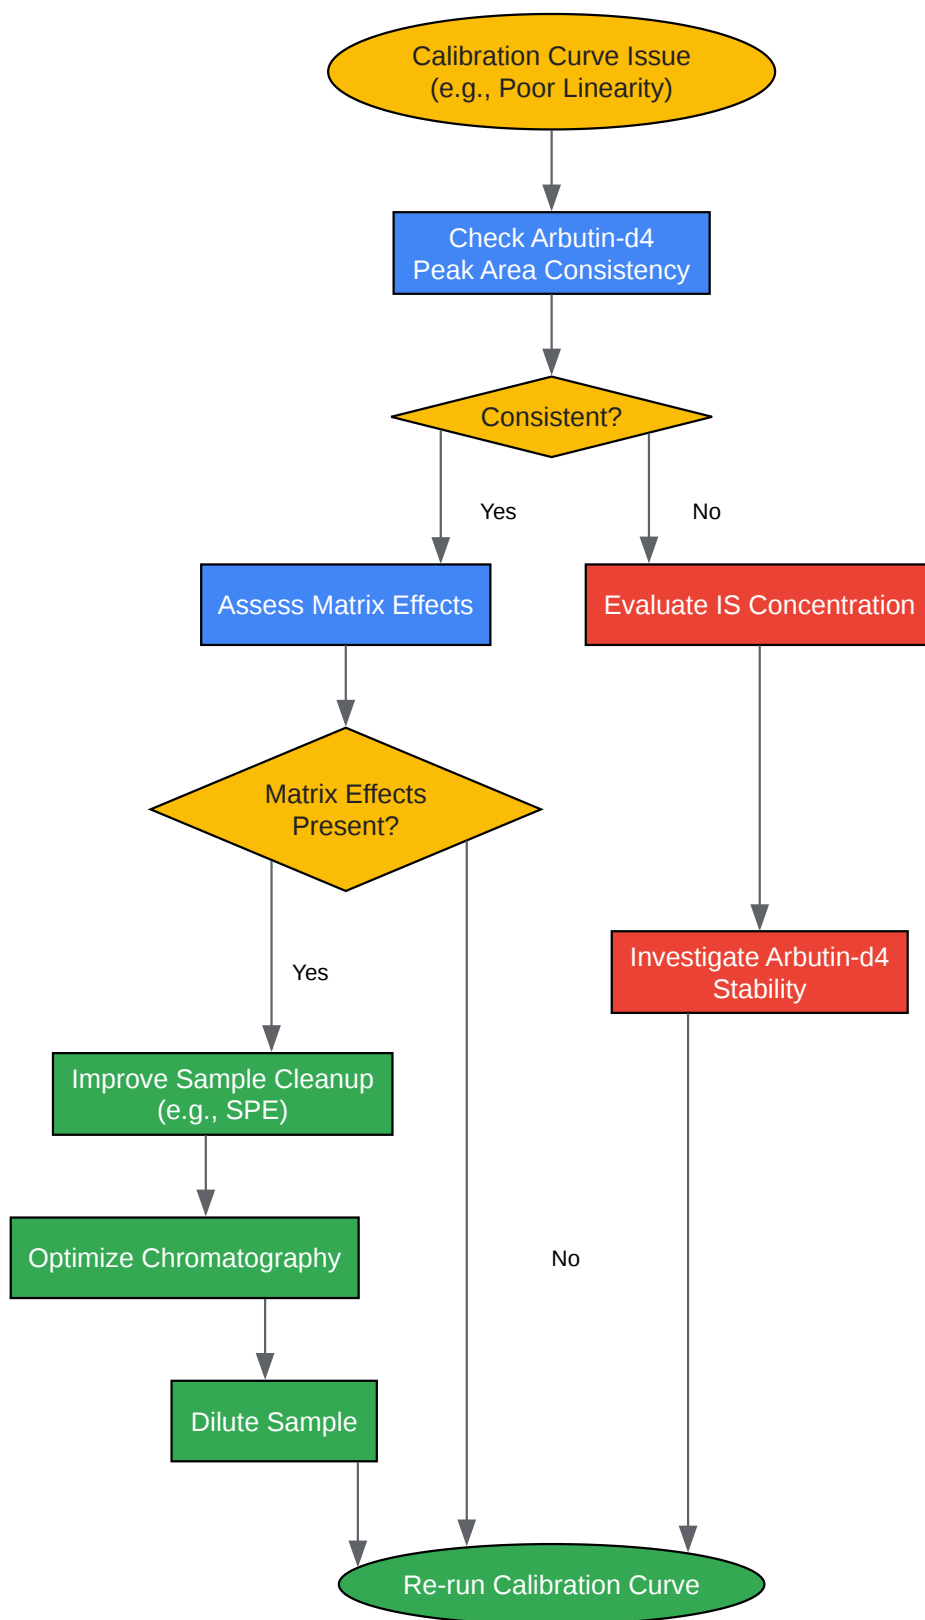 Calibration Curve Issue
(e.g., Poor Linearity)
Check Arbutin-d4
Peak Area Consistency
Consistent?
Yes
No
Assess Matrix Effects
Evaluate IS Concentration
Matrix Effects
Present?
Investigate Arbutin-d4
Stability
Yes
Improve Sample Cleanup
(e.g., SPE)
Optimize Chromatography
No
Dilute Sample
Re-run Calibration Curve